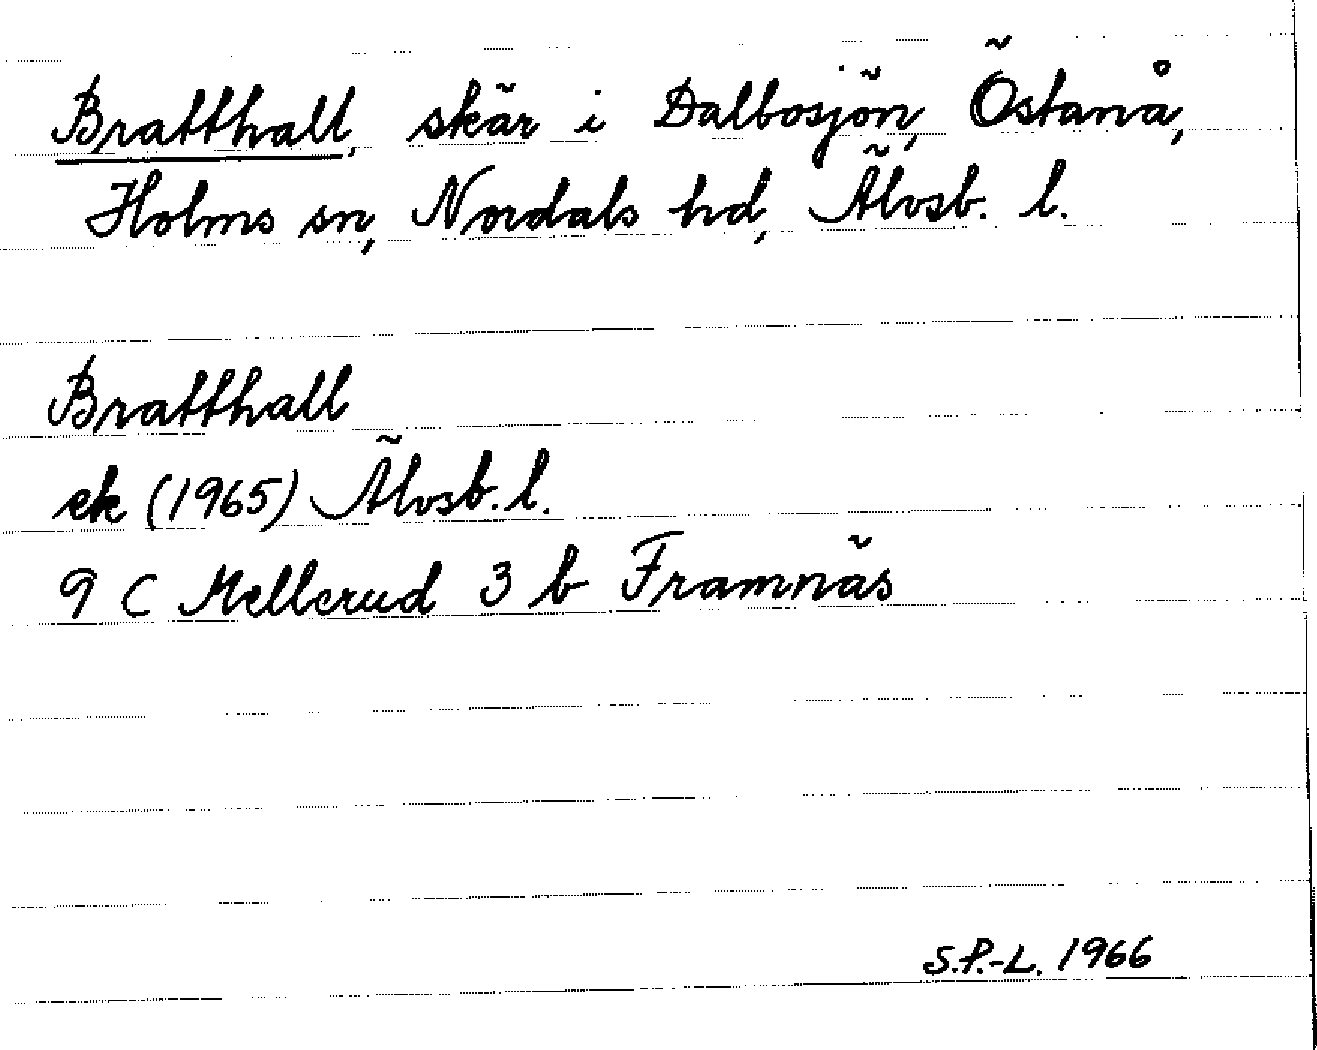 Bratthall, skär i Dalbosjön, Östanå,
Holms sn, Nordals hd, Älvsb. l.
Bratthall
ek (1965) Älvsb. l.
9 C Mellerud 3 b Framnäs
S.P.-L. 1966